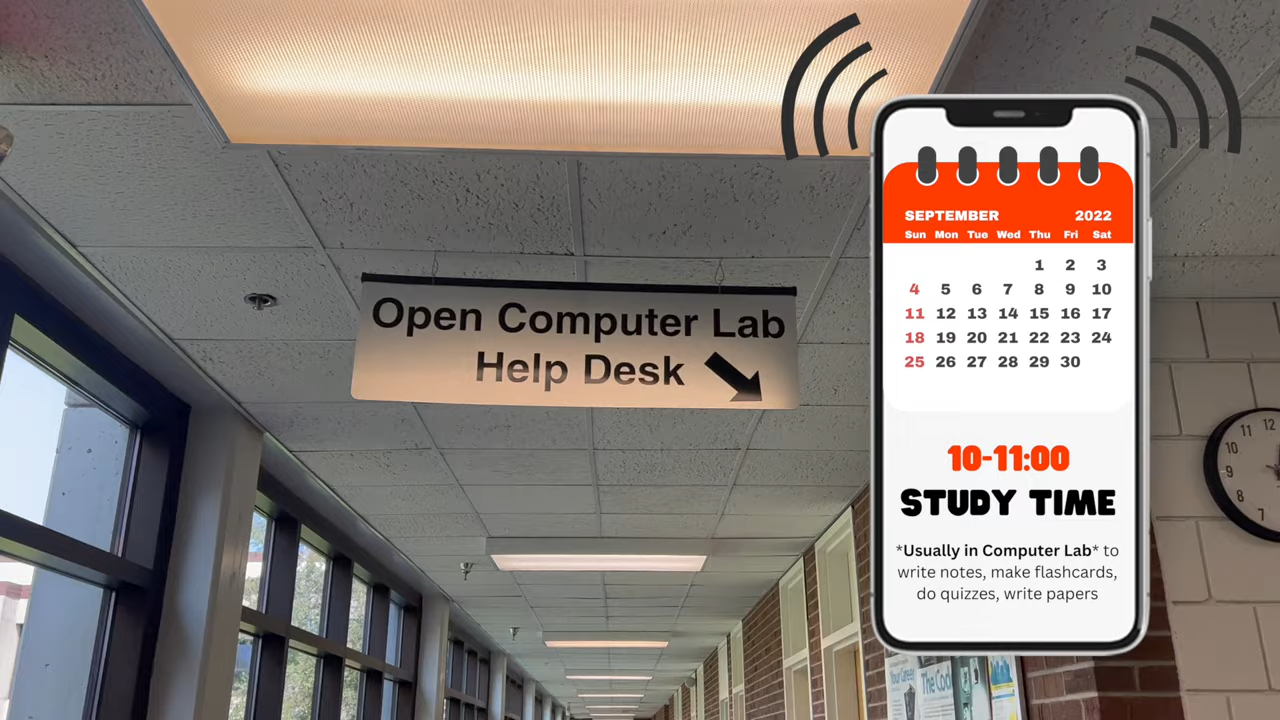 Open Computer Lab
Help Desk
SEPTEMBER 2022
Sun Mon Tue Wed Thu Fri Sat
1 2 3
4 5 6 7 8 9 10
11 12 13 14 15 16 17
18 19 20 21 22 23 24
25 26 27 28 29 30
10-11:00
STUDY TIME
*Usually in Computer Lab* to
write notes, make flashcards,
do quizzes, write papers
11 12
10
9
8
7